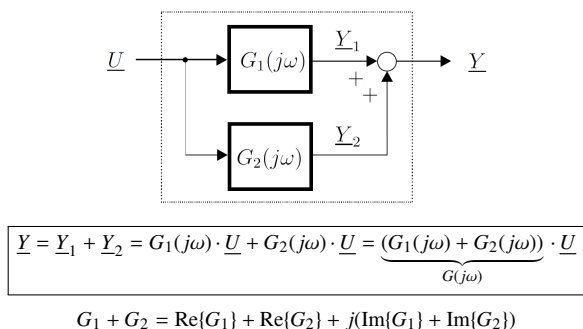 U G₁(jω) Y₁ Y
+
+
G₂(jω) Y₂
Y = Y₁ + Y₂ = G₁(jω) · U + G₂(jω) · U = (G₁(jω) + G₂(jω)) · U
G(jω)
G₁ + G₂ = Re{G₁} + Re{G₂} + j(Im{G₁} + Im{G₂})